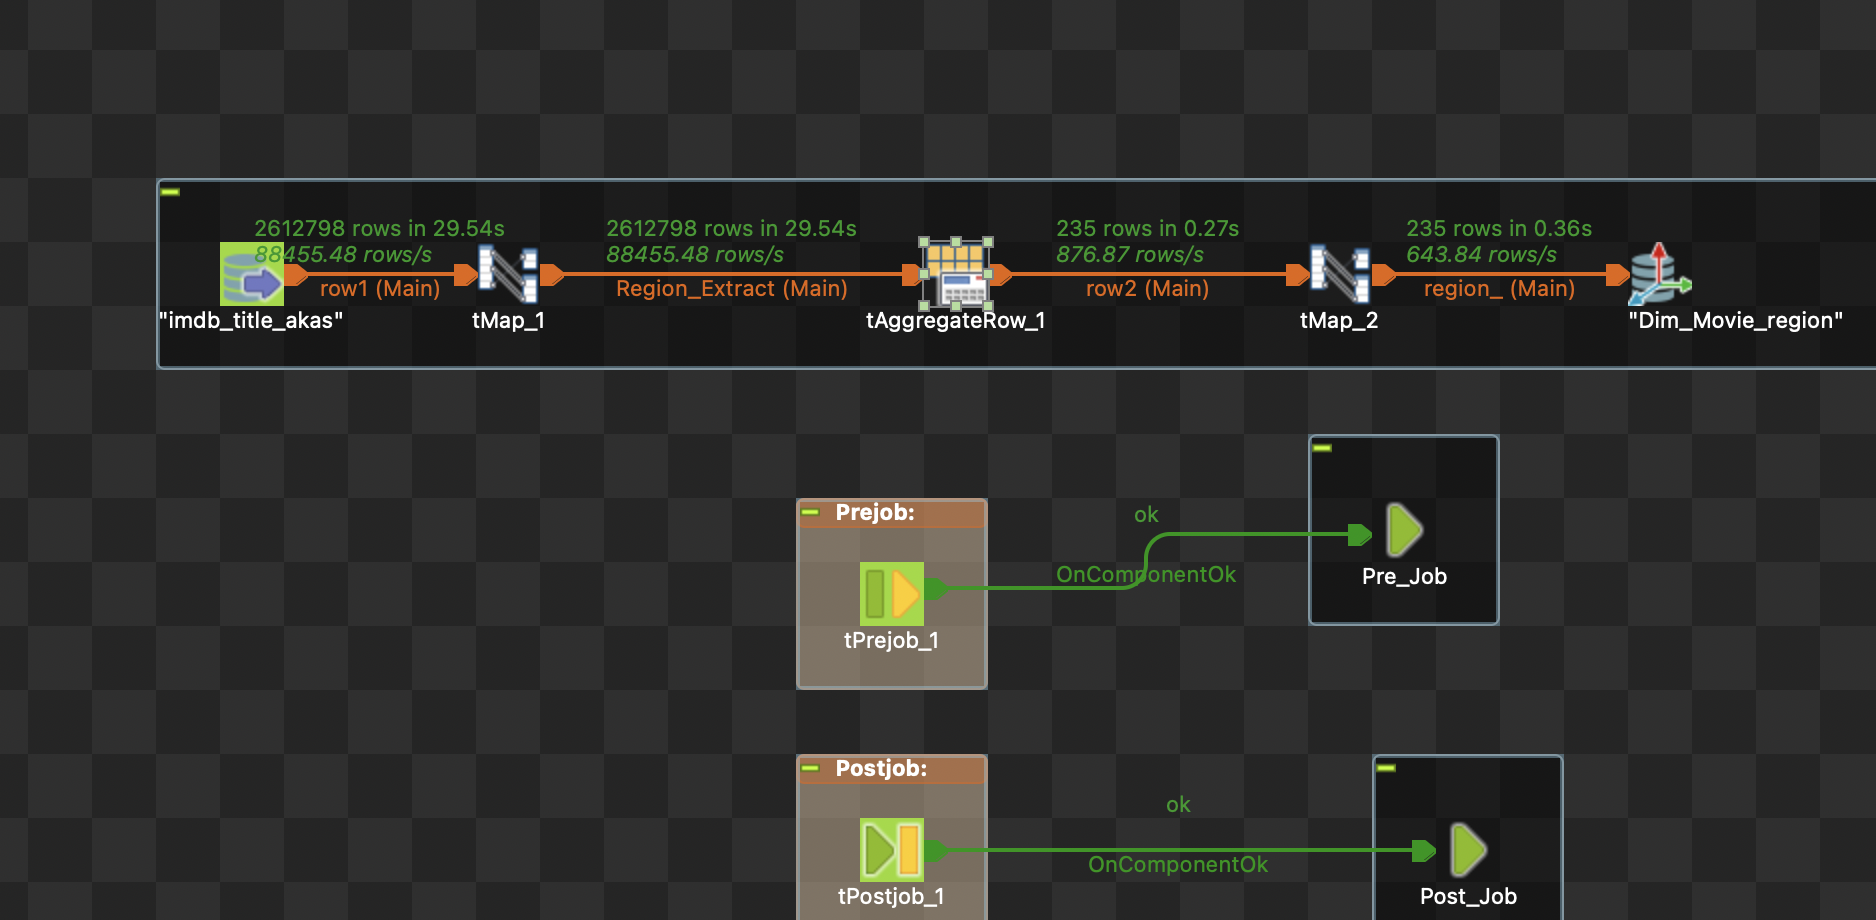 2612798 rows in 29.54s
88455.48 rows/s
row1 (Main)
"imdb_title_akas"
tMap_1
2612798 rows in 29.54s
88455.48 rows/s
Region_Extract (Main)
tAggregateRow_1
235 rows in 0.27s
876.87 rows/s
row2 (Main)
tMap_2
235 rows in 0.36s
643.84 rows/s
region_ (Main)
"Dim_Movie_region"
Prejob:
tPrejob_1
ok
OnComponentOk
Pre_Job
Postjob:
tPostjob_1
ok
OnComponentOk
Post_Job